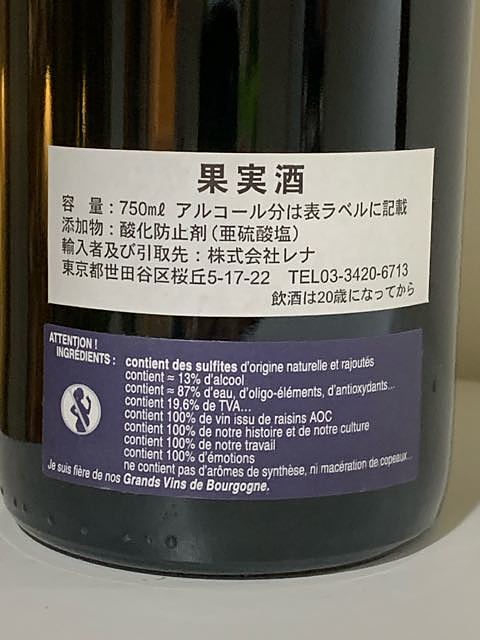 果実酒
容 量：750mℓ アルコール分は表ラベルに記載
添加物：酸化防止剤（亜硫酸塩）
輸入者及び引取先：株式会社レナ
東京都世田谷区桜丘5-17-22 TEL03-3420-6713
飲酒は20歳になってから
ATTENTION !
INGRÉDIENTS : contient des sulfites d'origine naturelle et rajoutés
contient ≈ 13% d'alcool
contient ≈ 87% d'eau, d'oligo-éléments, d'antioxydants...
contient 19,6% de TVA...
contient 100% de vin issu de raisins AOC
contient 100% de notre histoire et de notre culture
contient 100% de notre travail
contient 100% d'émotions
ne contient pas d'arômes de synthèse, ni macération de copeaux...
Je suis fière de nos Grands Vins de Bourgogne.